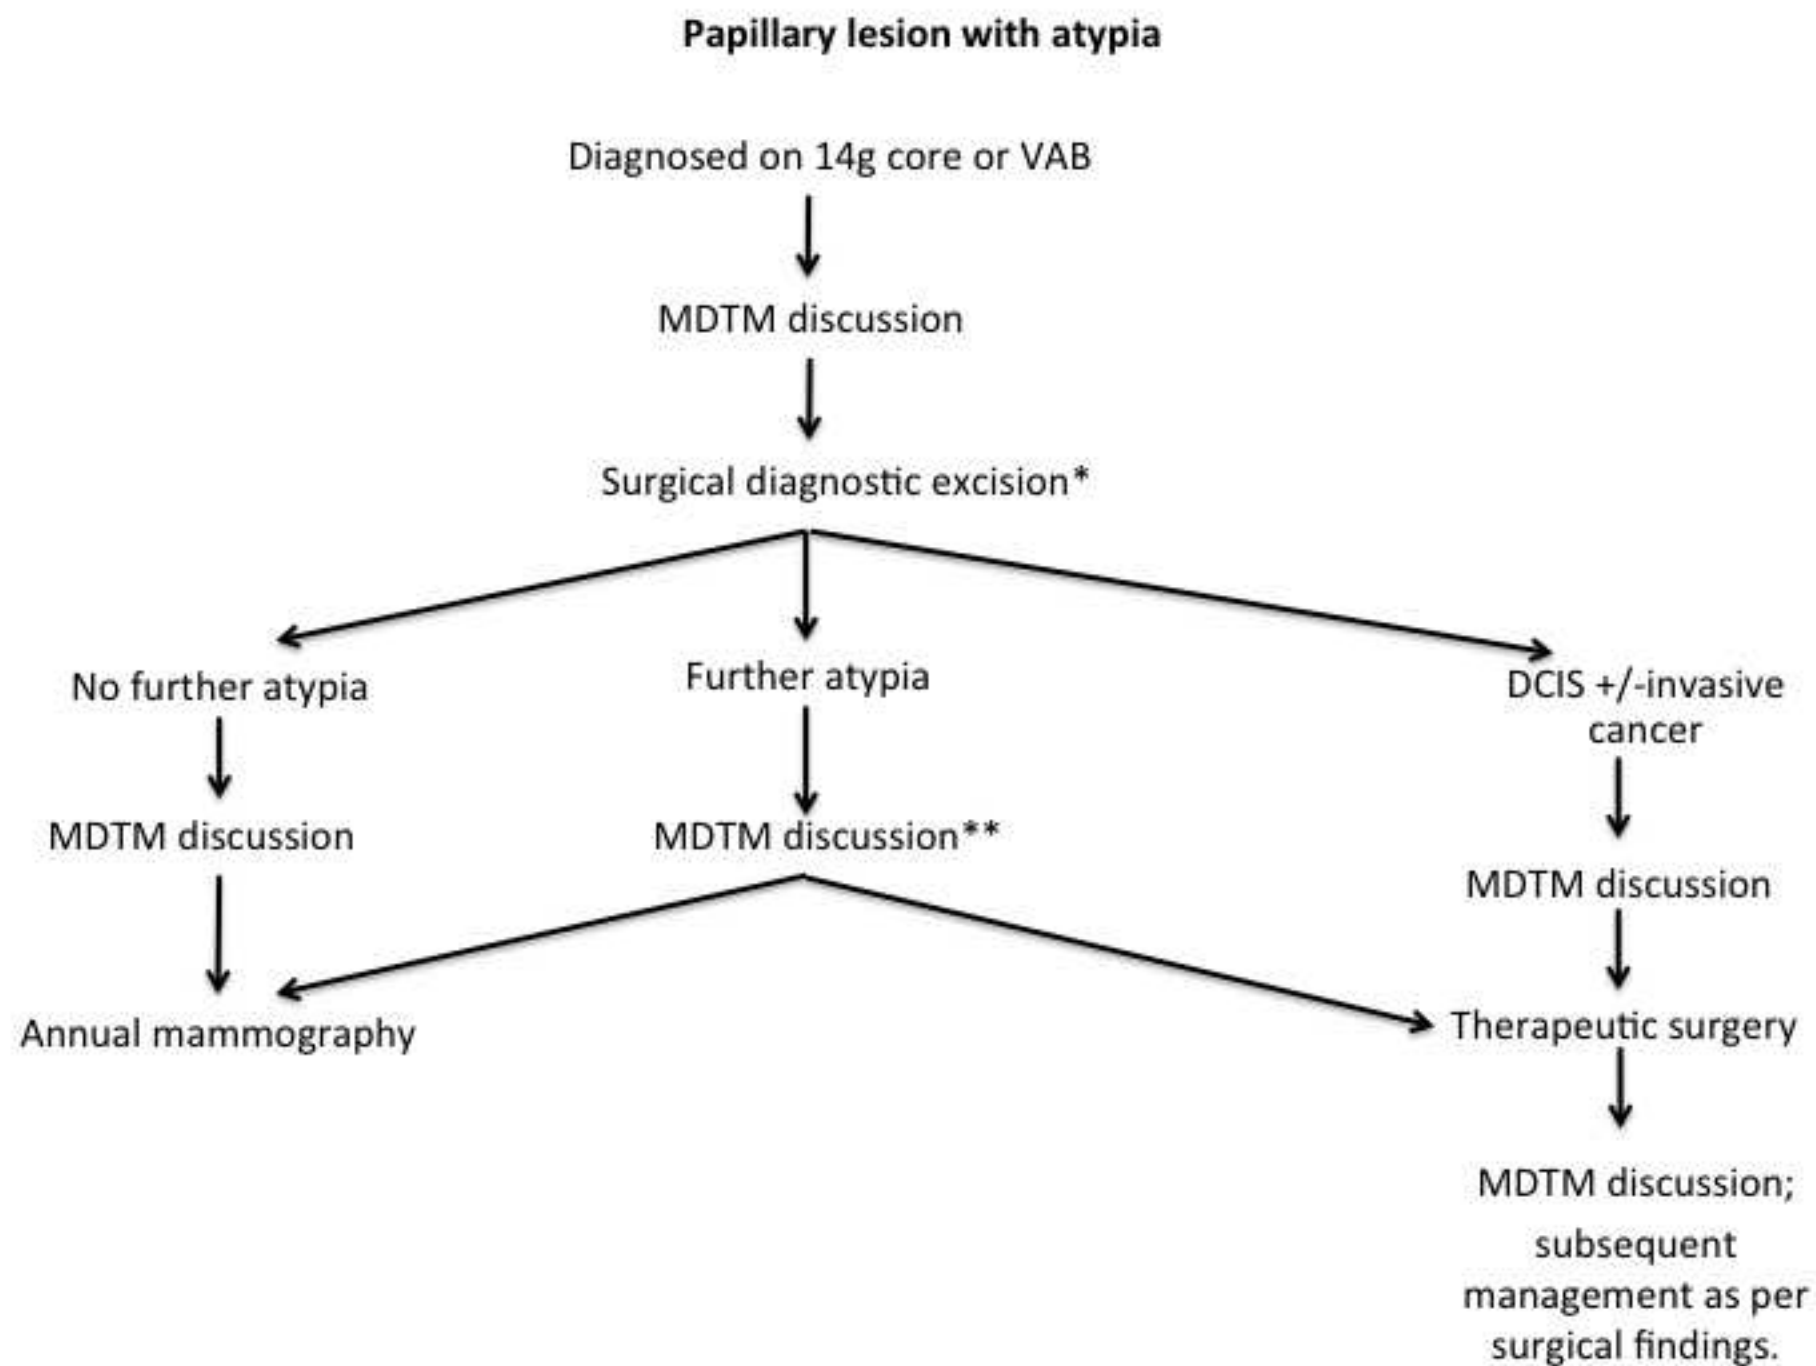 Papillary lesion with atypia
Diagnosed on 14g core or VAB
MDTM discussion
Surgical diagnostic excision*
No further atypia
Further atypia
DCIS +/-invasive
cancer
MDTM discussion
MDTM discussion**
MDTM discussion
Annual mammography
Therapeutic surgery
MDTM discussion;
subsequent
management as per
surgical findings.